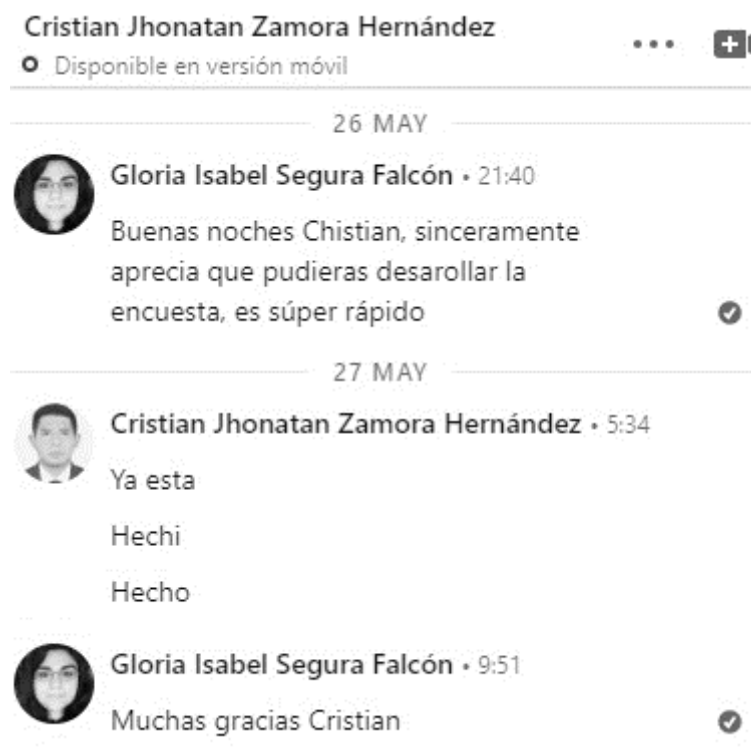 Cristian Jhonatan Zamora Hernández
Disponible en versión móvil
26 MAY
Gloria Isabel Segura Falcón • 21:40
Buenas noches Chistian, sinceramente
aprecia que pudieras desarollar la
encuesta, es súper rápido
27 MAY
Cristian Jhonatan Zamora Hernández • 5:34
Ya esta
Hechi
Hecho
Gloria Isabel Segura Falcón • 9:51
Muchas gracias Cristian